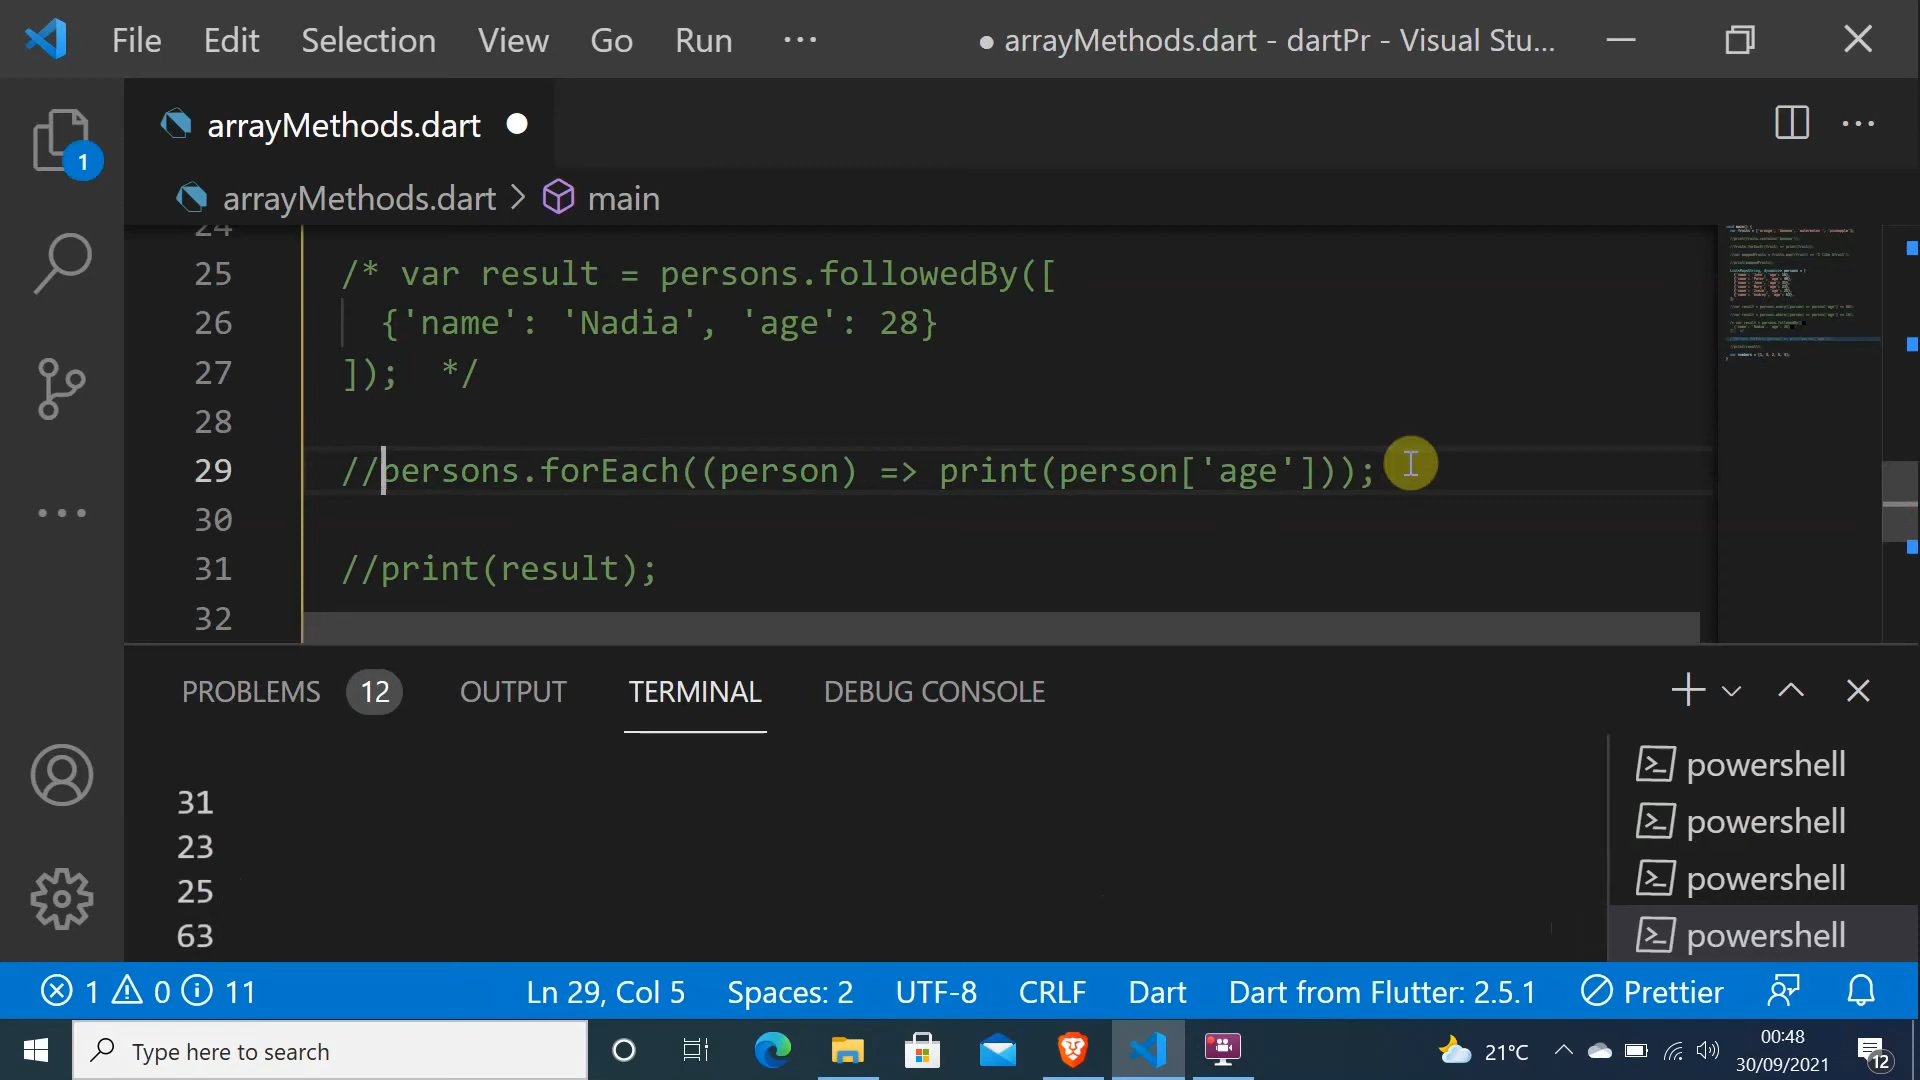 File Edit Selection View Go Run ··· ● arrayMethods.dart - dartPr - Visual Stu...
1
arrayMethods.dart ●
arrayMethods.dart > main
24
25 /* var result = persons.followedBy([
26 {'name': 'Nadia', 'age': 28}
27 ]); */
28
29 //persons.forEach((person) => print(person['age']));
30
31 //print(result);
32
PROBLEMS 12 OUTPUT TERMINAL DEBUG CONSOLE
31
23
25
63
powershell
powershell
powershell
powershell
1 0 11 Ln 29, Col 5 Spaces: 2 UTF-8 CRLF Dart Dart from Flutter: 2.5.1 Prettier
Type here to search 21°C 00:48
30/09/2021 12